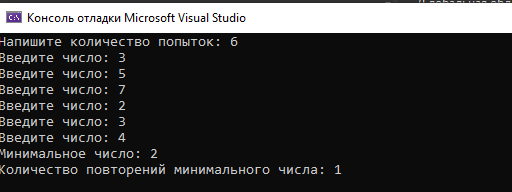 Консоль отладки Microsoft Visual Studio
Напишите количество попыток: 6
Введите число: 3
Введите число: 5
Введите число: 7
Введите число: 2
Введите число: 3
Введите число: 4
Минимальное число: 2
Количество повторений минимального числа: 1